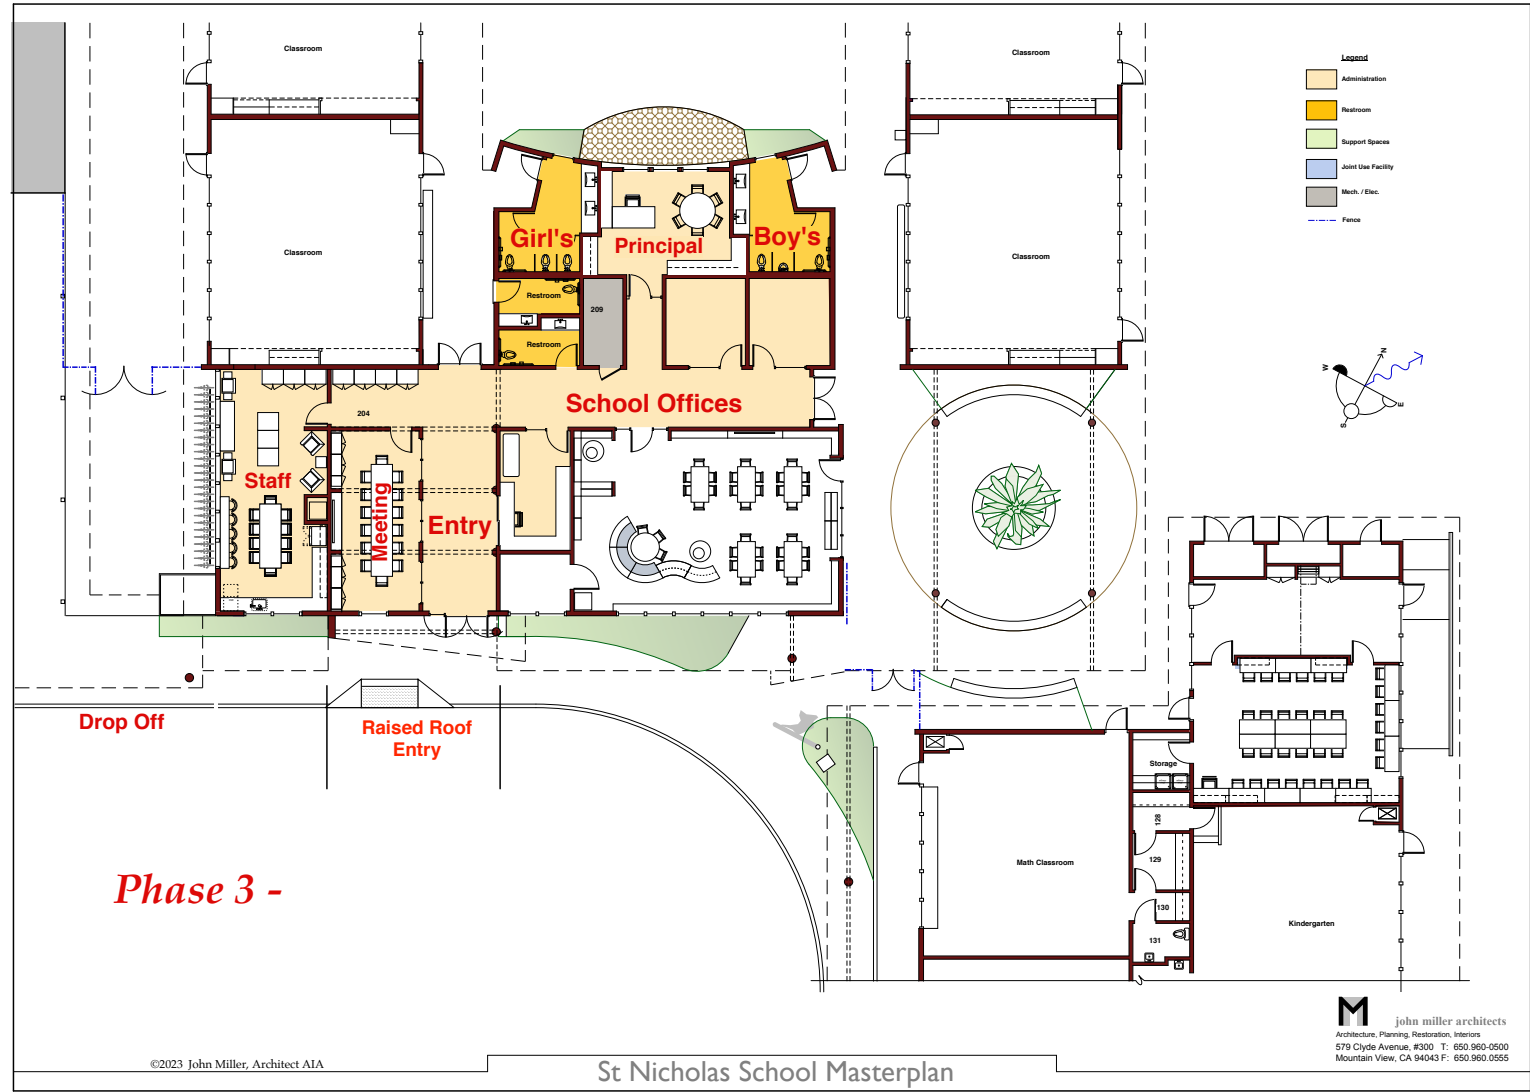 Classroom
Classroom
Legend
Administration
Restroom
Support Spaces
Joint Use Facility
Mech. / Elec.
Fence
Classroom
Classroom
Girl's
Principal
Boy's
Restroom
209
Restroom
N
W
E
S
School Offices
204
Staff
Meeting
Entry
Drop Off
Raised Roof
Entry
Storage
128
129
130
131
Math Classroom
Kindergarten
Phase 3 -
M
john miller architects
Architecture, Planning, Restoration, Interiors
579 Clyde Avenue, #300 T: 650.960-0500
Mountain View, CA 94043 F: 650.960.0555
©2023 John Miller, Architect AIA
St Nicholas School Masterplan